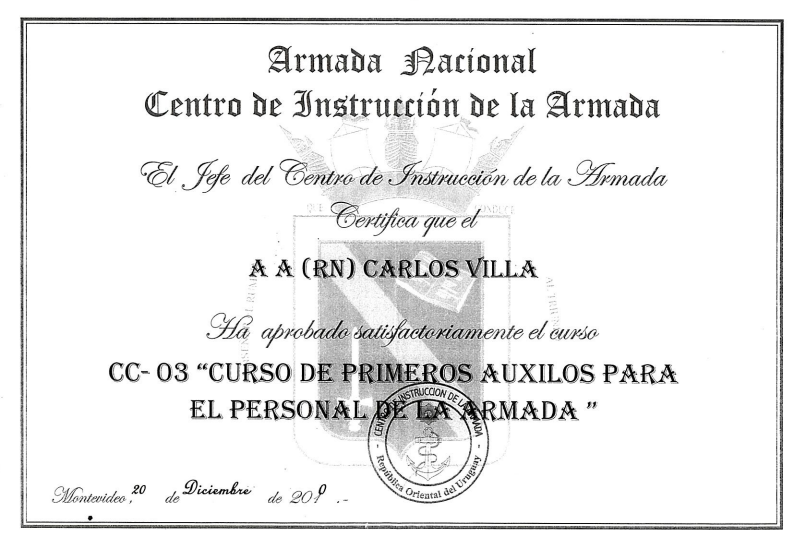 Armada Nacional
Centro de Instrucción de la Armada
El Jefe del Centro de Instrucción de la Armada
Certifica que el
A A (RN) CARLOS VILLA
Ha aprobado satisfactoriamente el curso
CC- 03 “CURSO DE PRIMEROS AUXILOS PARA
EL PERSONAL DE LA ARMADA ”
- CENTRO DE INSTRUCCION DE LA ARMADA -
República Oriental del Uruguay
Montevideo, 20 de Diciembre de .-